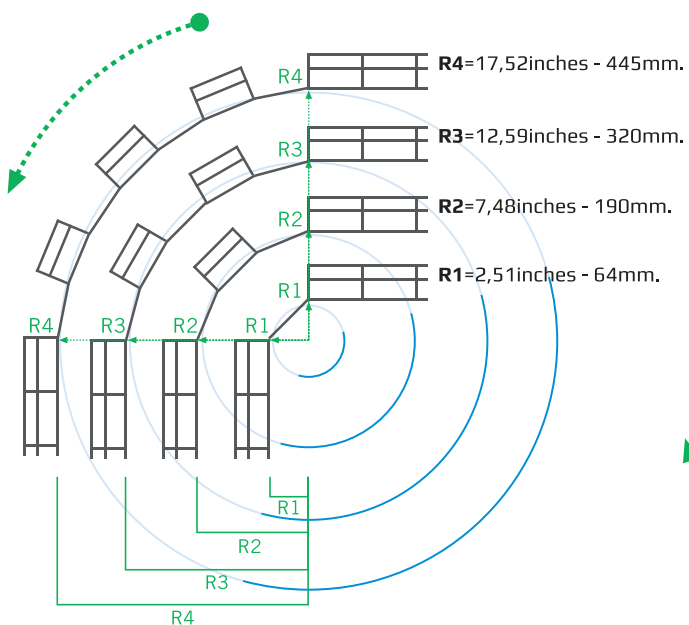 R4
R4=17,52inches - 445mm.
R3
R3=12,59inches - 320mm.
R2
R2=7,48inches - 190mm.
R1
R1=2,51inches - 64mm.
R4 R3 R2 R1
R1
R2
R3
R4